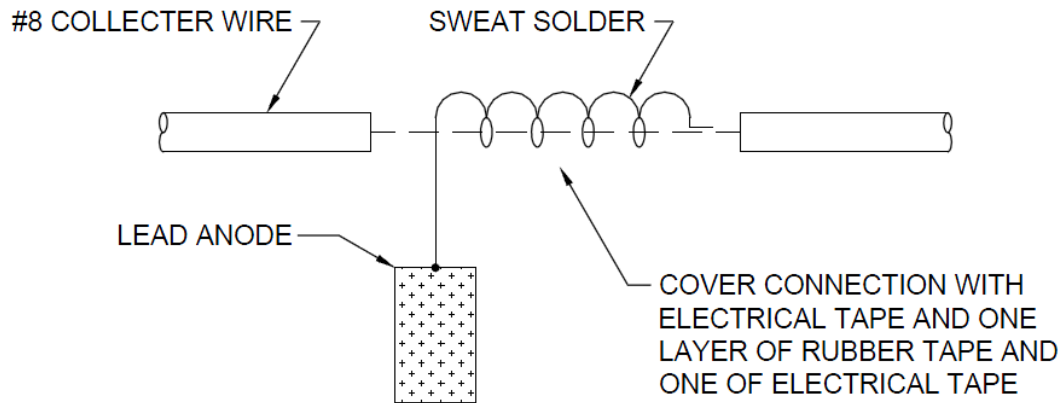 #8 COLLECTER WIRE
SWEAT SOLDER
LEAD ANODE
COVER CONNECTION WITH
ELECTRICAL TAPE AND ONE
LAYER OF RUBBER TAPE AND
ONE OF ELECTRICAL TAPE